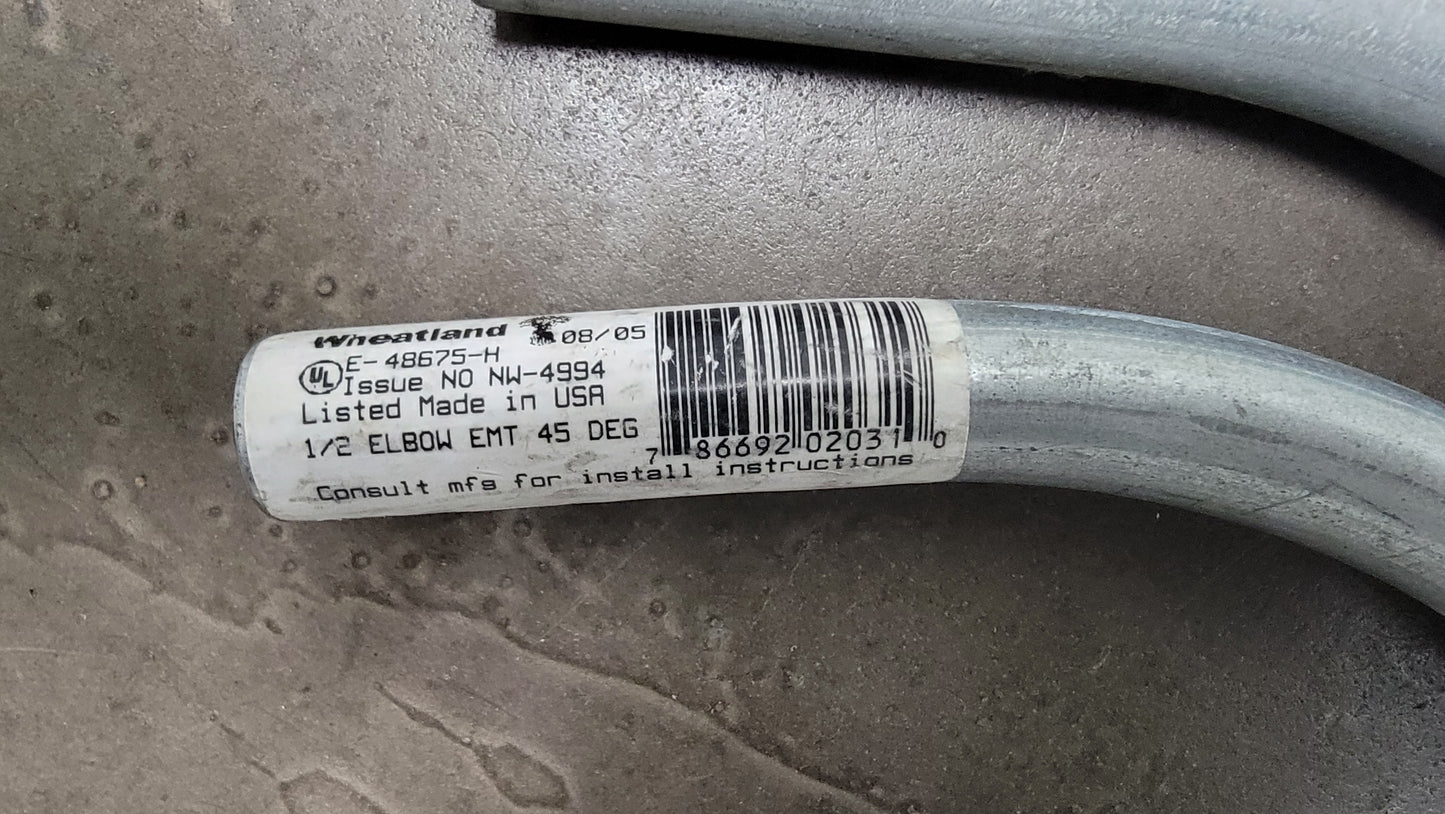 Wheatland 08/05
UL E-48675-H
Issue NO NW-4994
Listed Made in USA
1/2 ELBOW EMT 45 DEG
7 86692 02031 0
Consult mfg for install instructions